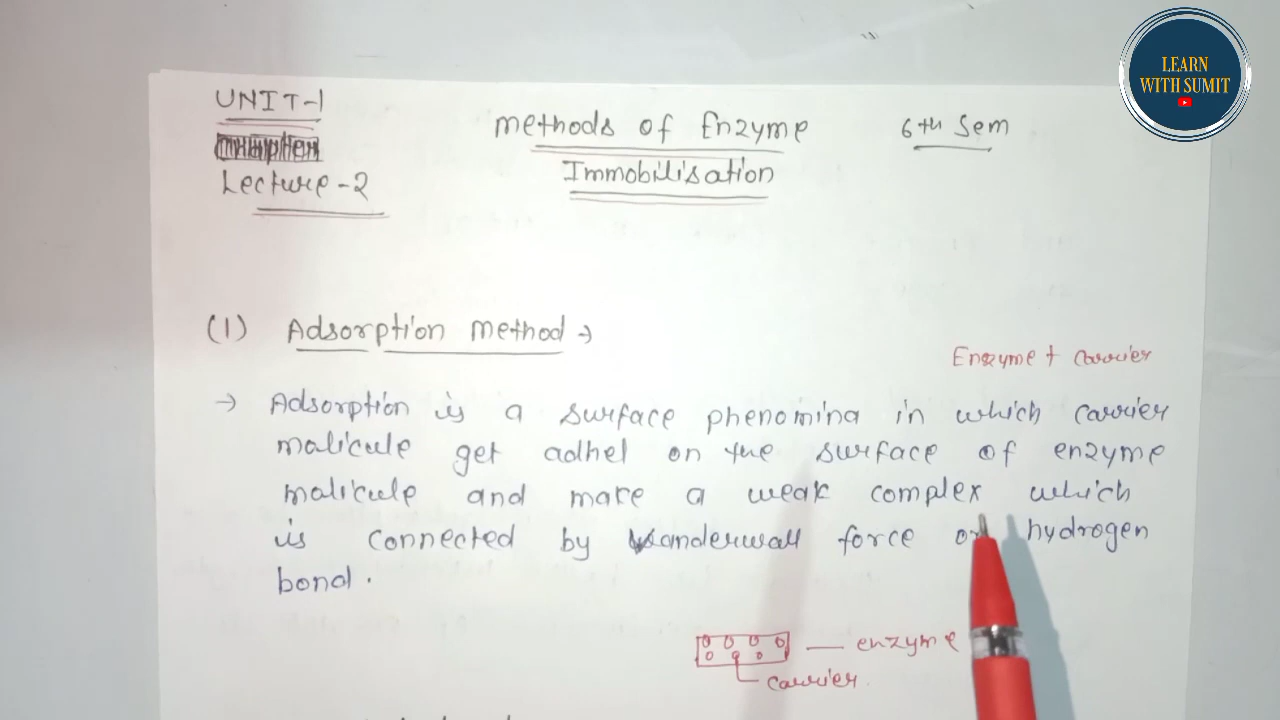 LEARN
WITH SUMIT
UNIT-1
Lecture-2
methods of Enzyme
Immobilisation
6th Sem
(1) Adsorption method →
Enzyme + Carrier
→ Adsorption is a surface phenomina in which carrier
malicule get adhel on the surface of enzyme
malicule and make a weak complex which
is connected by Vanderwall force or hydrogen
bond.
enzyme
carrier.